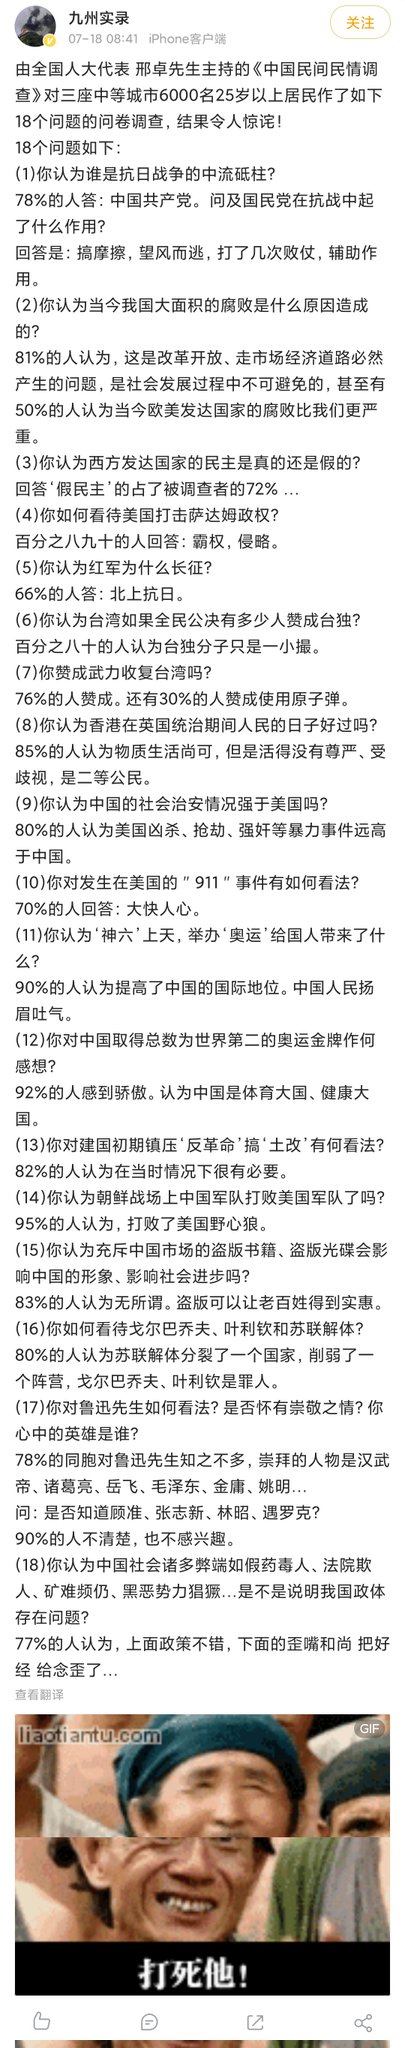 九州实录
07-18 08:41 iPhone客户端
关注
由全国人大代表 邢卓先生主持的《中国民间民情调
查》对三座中等城市6000名25岁以上居民作了如下
18个问题的问卷调查，结果令人惊诧！
18个问题如下：
(1)你认为谁是抗日战争的中流砥柱？
78%的人答：中国共产党。问及国民党在抗战中起
了什么作用？
回答是：搞摩擦，望风而逃，打了几次败仗，辅助作
用。
(2)你认为当今我国大面积的腐败是什么原因造成
的？
81%的人认为，这是改革开放、走市场经济道路必然
产生的问题，是社会发展过程中不可避免的，甚至有
50%的人认为当今欧美发达国家的腐败比我们更严
重。
(3)你认为西方发达国家的民主是真的还是假的？
回答‘假民主’的占了被调查者的72% ...
(4)你如何看待美国打击萨达姆政权？
百分之八九十的人回答：霸权，侵略。
(5)你认为红军为什么长征？
66%的人答：北上抗日。
(6)你认为台湾如果全民公决有多少人赞成台独？
百分之八十的人认为台独分子只是一小撮。
(7)你赞成武力收复台湾吗？
76%的人赞成。还有30%的人赞成使用原子弹。
(8)你认为香港在英国统治期间人民的日子好过吗？
85%的人认为物质生活尚可，但是活得没有尊严、受
歧视，是二等公民。
(9)你认为中国的社会治安情况强于美国吗？
80%的人认为美国凶杀、抢劫、强奸等暴力事件远高
于中国。
(10)你对发生在美国的＂911＂事件有如何看法？
70%的人回答：大快人心。
(11)你认为‘神六’上天，举办‘奥运’给国人带来了什
么？
90%的人认为提高了中国的国际地位。中国人民扬
眉吐气。
(12)你对中国取得总数为世界第二的奥运金牌作何
感想？
92%的人感到骄傲。认为中国是体育大国、健康大
国。
(13)你对建国初期镇压‘反革命’搞‘土改’有何看法？
82%的人认为在当时情况下很有必要。
(14)你认为朝鲜战场上中国军队打败美国军队了吗？
95%的人认为，打败了美国野心狼。
(15)你认为充斥中国市场的盗版书籍、盗版光碟会影
响中国的形象、影响社会进步吗？
83%的人认为无所谓。盗版可以让老百姓得到实惠。
(16)你如何看待戈尔巴乔夫、叶利钦和苏联解体？
80%的人认为苏联解体分裂了一个国家，削弱了一
个阵营，戈尔巴乔夫、叶利钦是罪人。
(17)你对鲁迅先生如何看法？是否怀有崇敬之情？你
心中的英雄是谁？
78%的同胞对鲁迅先生知之不多，崇拜的人物是汉武
帝、诸葛亮、岳飞、毛泽东、金庸、姚明...
问：是否知道顾准、张志新、林昭、遇罗克？
90%的人不清楚，也不感兴趣。
(18)你认为中国社会诸多弊端如假药毒人、法院欺
人、矿难频仍、黑恶势力猖獗...是不是说明我国政体
存在问题？
77%的人认为，上面政策不错，下面的歪嘴和尚 把好
经 给念歪了...
查看翻译
liaotiantu.com
GIF
打死他！